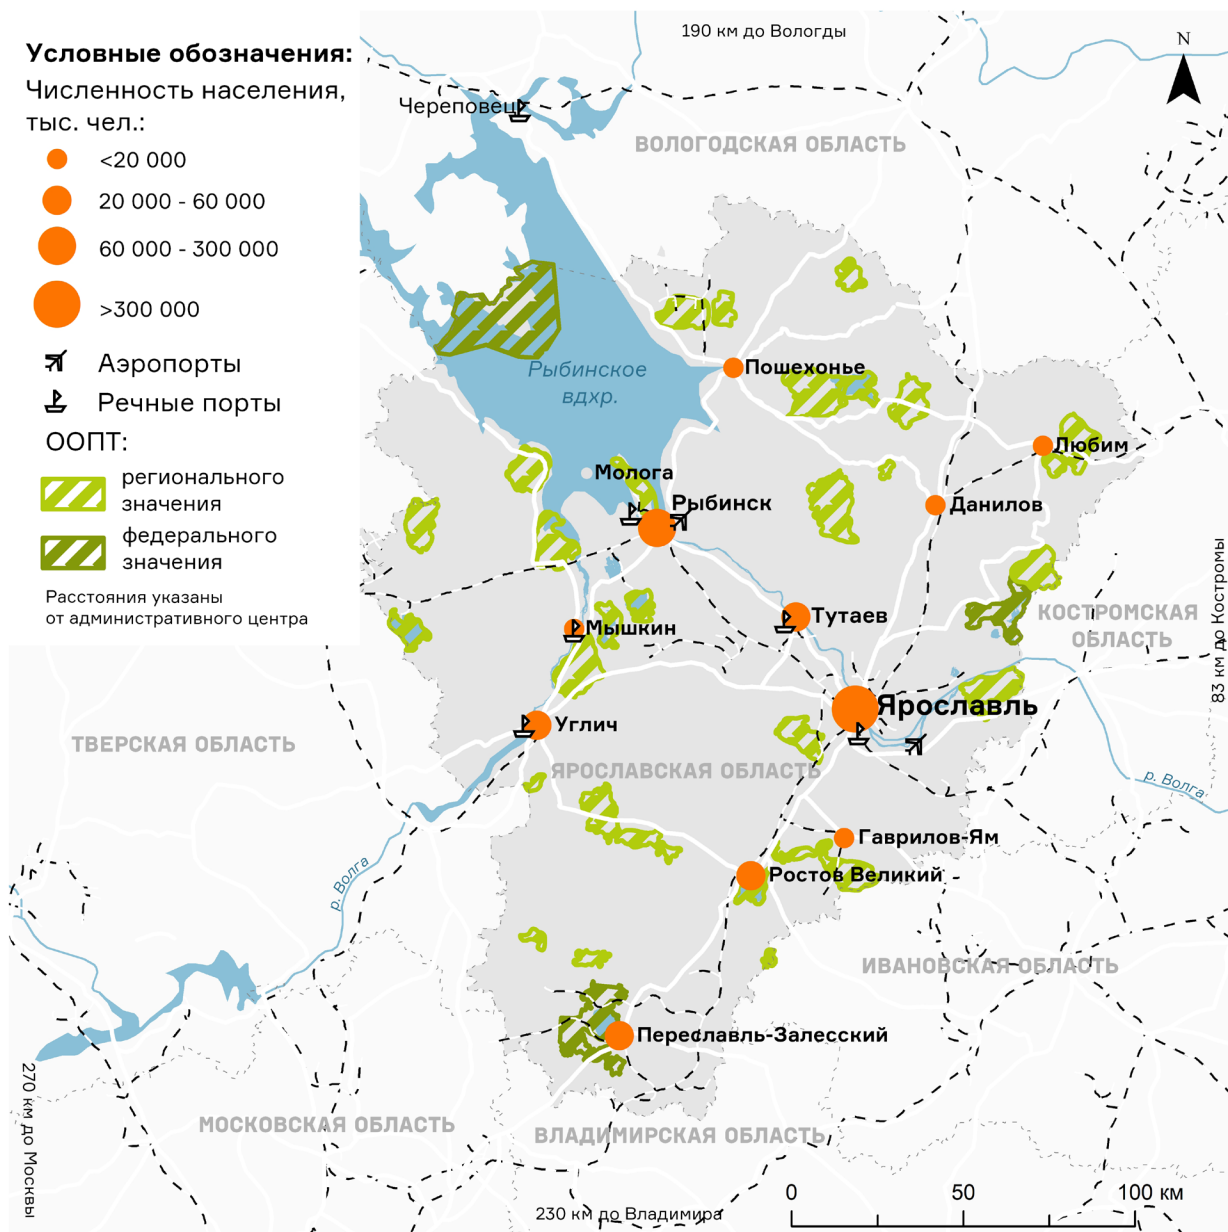 Условные обозначения:
Численность населения,
тыс. чел.:
<20 000
20 000 - 60 000
60 000 - 300 000
>300 000
Аэропорты
Речные порты
ООПТ:
регионального
значения
федерального
значения
Расстояния указаны
от административного центра
190 км до Вологды
N
Череповец
ВОЛОГОДСКАЯ ОБЛАСТЬ
Рыбинское
вдхр.
Пошехонье
Любим
Молога
Рыбинск
Данилов
КОСТРОМСКАЯ
ОБЛАСТЬ
83 км до Костромы
Тутаев
Мышкин
Ярославль
Углич
ТВЕРСКАЯ ОБЛАСТЬ
ЯРОСЛАВСКАЯ ОБЛАСТЬ
р. Волга
Гаврилов-Ям
Ростов Великий
р. Волга
ИВАНОВСКАЯ ОБЛАСТЬ
Переславль-Залесский
270 км до Москвы
МОСКОВСКАЯ ОБЛАСТЬ
ВЛАДИМИРСКАЯ ОБЛАСТЬ
0 50 100 км
230 км до Владимира